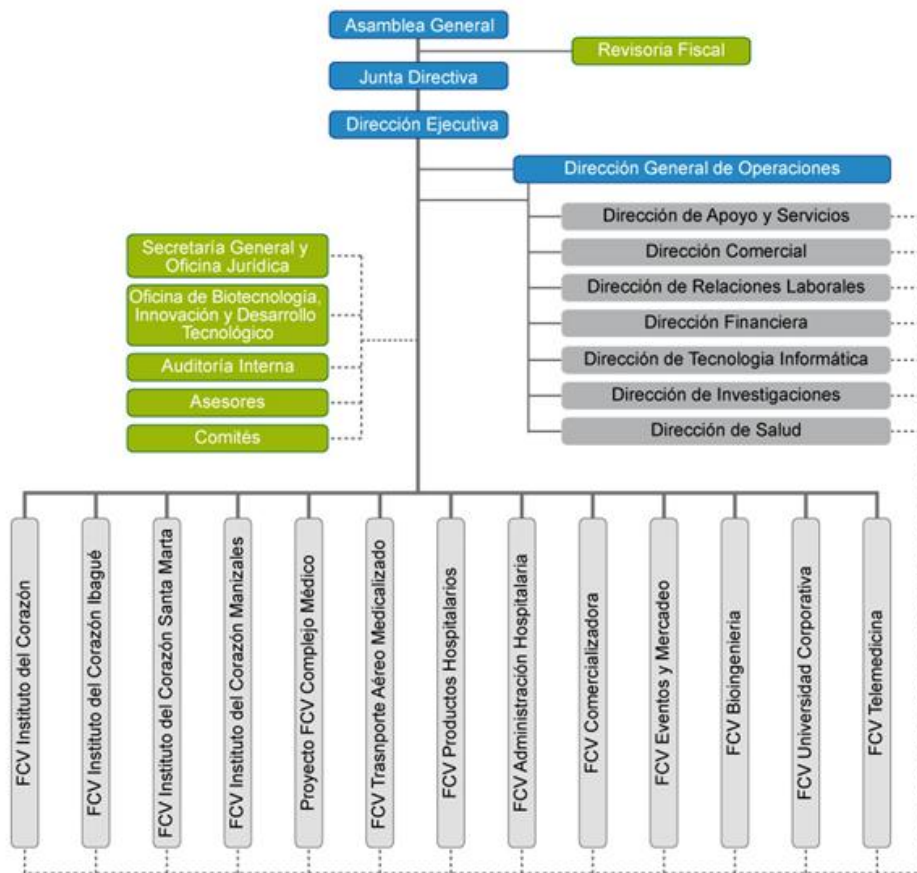 Asamblea General
Revisoria Fiscal
Junta Directiva
Dirección Ejecutiva
Dirección General de Operaciones
Dirección de Apoyo y Servicios
Dirección Comercial
Dirección de Relaciones Laborales
Dirección Financiera
Dirección de Tecnologia Informática
Dirección de Investigaciones
Dirección de Salud
Secretaría General y
Oficina Jurídica
Oficina de Biotecnología,
Innovación y Desarrollo
Tecnológico
Auditoría Interna
Asesores
Comités
FCV Instituto del Corazón
FCV Instituto del Corazón Ibagué
FCV Instituto del Corazón Santa Marta
FCV Instituto del Corazón Manizales
Proyecto FCV Complejo Médico
FCV Trasnporte Aéreo Medicalizado
FCV Productos Hospitalarios
FCV Administración Hospitalaria
FCV Comercializadora
FCV Eventos y Mercadeo
FCV Bioingenieria
FCV Universidad Corporativa
FCV Telemedicina